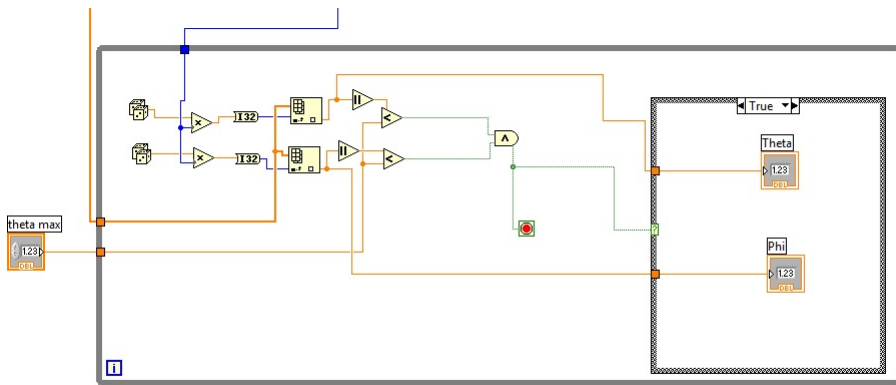 True
I32
Theta
1.23
DBL
I32
theta max
1.23
DBL
Phi
1.23
DBL
i